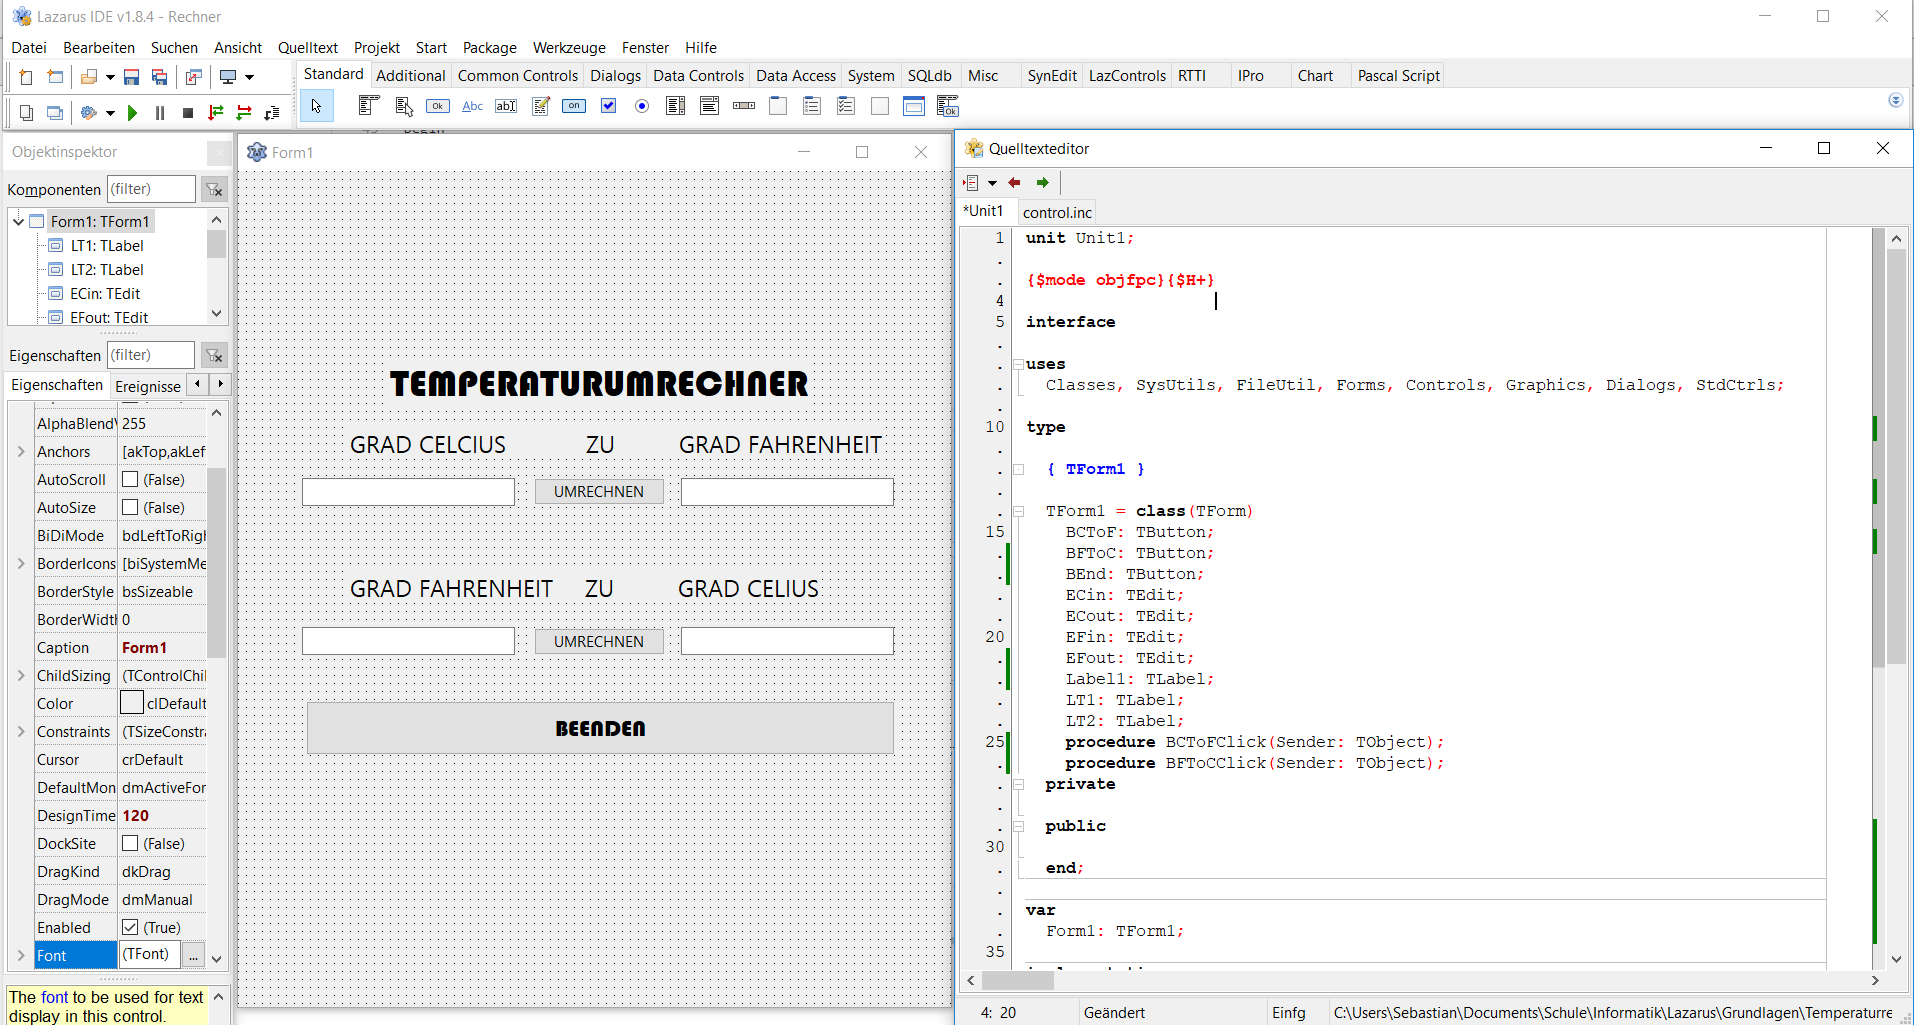 Lazarus IDE v1.8.4 - Rechner
Datei Bearbeiten Suchen Ansicht Quelltext Projekt Start Package Werkzeuge Fenster Hilfe
Standard Additional Common Controls Dialogs Data Controls Data Access System SQLdb Misc SynEdit LazControls RTTI IPro Chart Pascal Script
Ok Abc ab on Ok
Objektinspektor
Komponenten (filter)
Form1: TForm1
LT1: TLabel
LT2: TLabel
ECin: TEdit
EFout: TEdit
Eigenschaften (filter)
Eigenschaften Ereignisse
AlphaBlendV 255
Anchors [akTop,akLef
AutoScroll (False)
AutoSize (False)
BiDiMode bdLeftToRigh
BorderIcons [biSystemMe
BorderStyle bsSizeable
BorderWidth 0
Caption Form1
ChildSizing (TControlChil
Color clDefault
Constraints (TSizeConstra
Cursor crDefault
DefaultMon dmActiveFor
DesignTime 120
DockSite (False)
DragKind dkDrag
DragMode dmManual
Enabled (True)
Font (TFont) ...
The font to be used for text
display in this control.
Form1
TEMPERATURUMRECHNER
GRAD CELCIUS ZU GRAD FAHRENHEIT
UMRECHNEN
GRAD FAHRENHEIT ZU GRAD CELIUS
UMRECHNEN
BEENDEN
Quelltexteditor
*Unit1 control.inc
1 unit Unit1;
.
. {$mode objfpc}{$H+}
4
5 interface
.
. uses
. Classes, SysUtils, FileUtil, Forms, Controls, Graphics, Dialogs, StdCtrls;
.
10 type
.
. { TForm1 }
.
. TForm1 = class(TForm)
15 BCToF: TButton;
. BFToC: TButton;
. BEnd: TButton;
. ECin: TEdit;
. ECout: TEdit;
20 EFin: TEdit;
. EFout: TEdit;
. Label1: TLabel;
. LT1: TLabel;
. LT2: TLabel;
25 procedure BCToFClick(Sender: TObject);
. procedure BFToCClick(Sender: TObject);
. private
.
. public
30
. end;
.
. var
. Form1: TForm1;
35
4: 20 Geändert Einfg C:\Users\Sebastian\Documents\Schule\Informatik\Lazarus\Grundlagen\Temperaturre